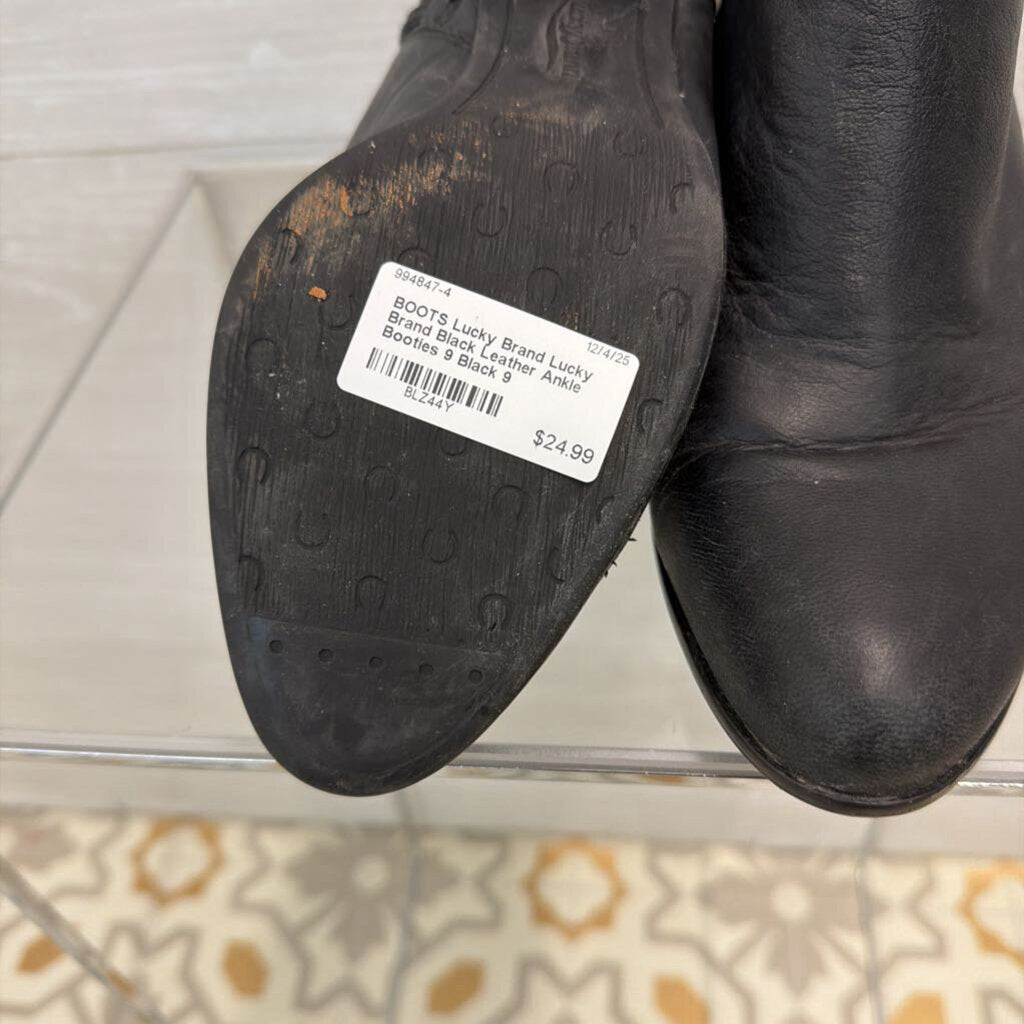 994847-4
12/4/25
BOOTS Lucky Brand Lucky
Brand Black Leather Ankle
Booties 9 Black 9
BLZ44Y
$24.99